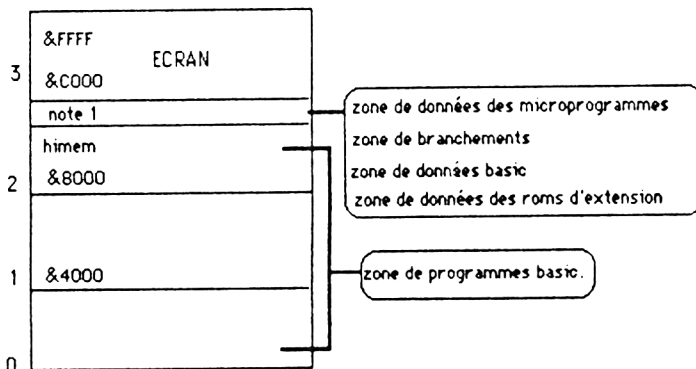 &FFFF
ECRAN
3
&C000
note 1
himem
2
&8000
1
&4000
0
zone de données des microprogrammes
zone de branchements
zone de données basic
zone de données des roms d'extension
zone de programmes basic.